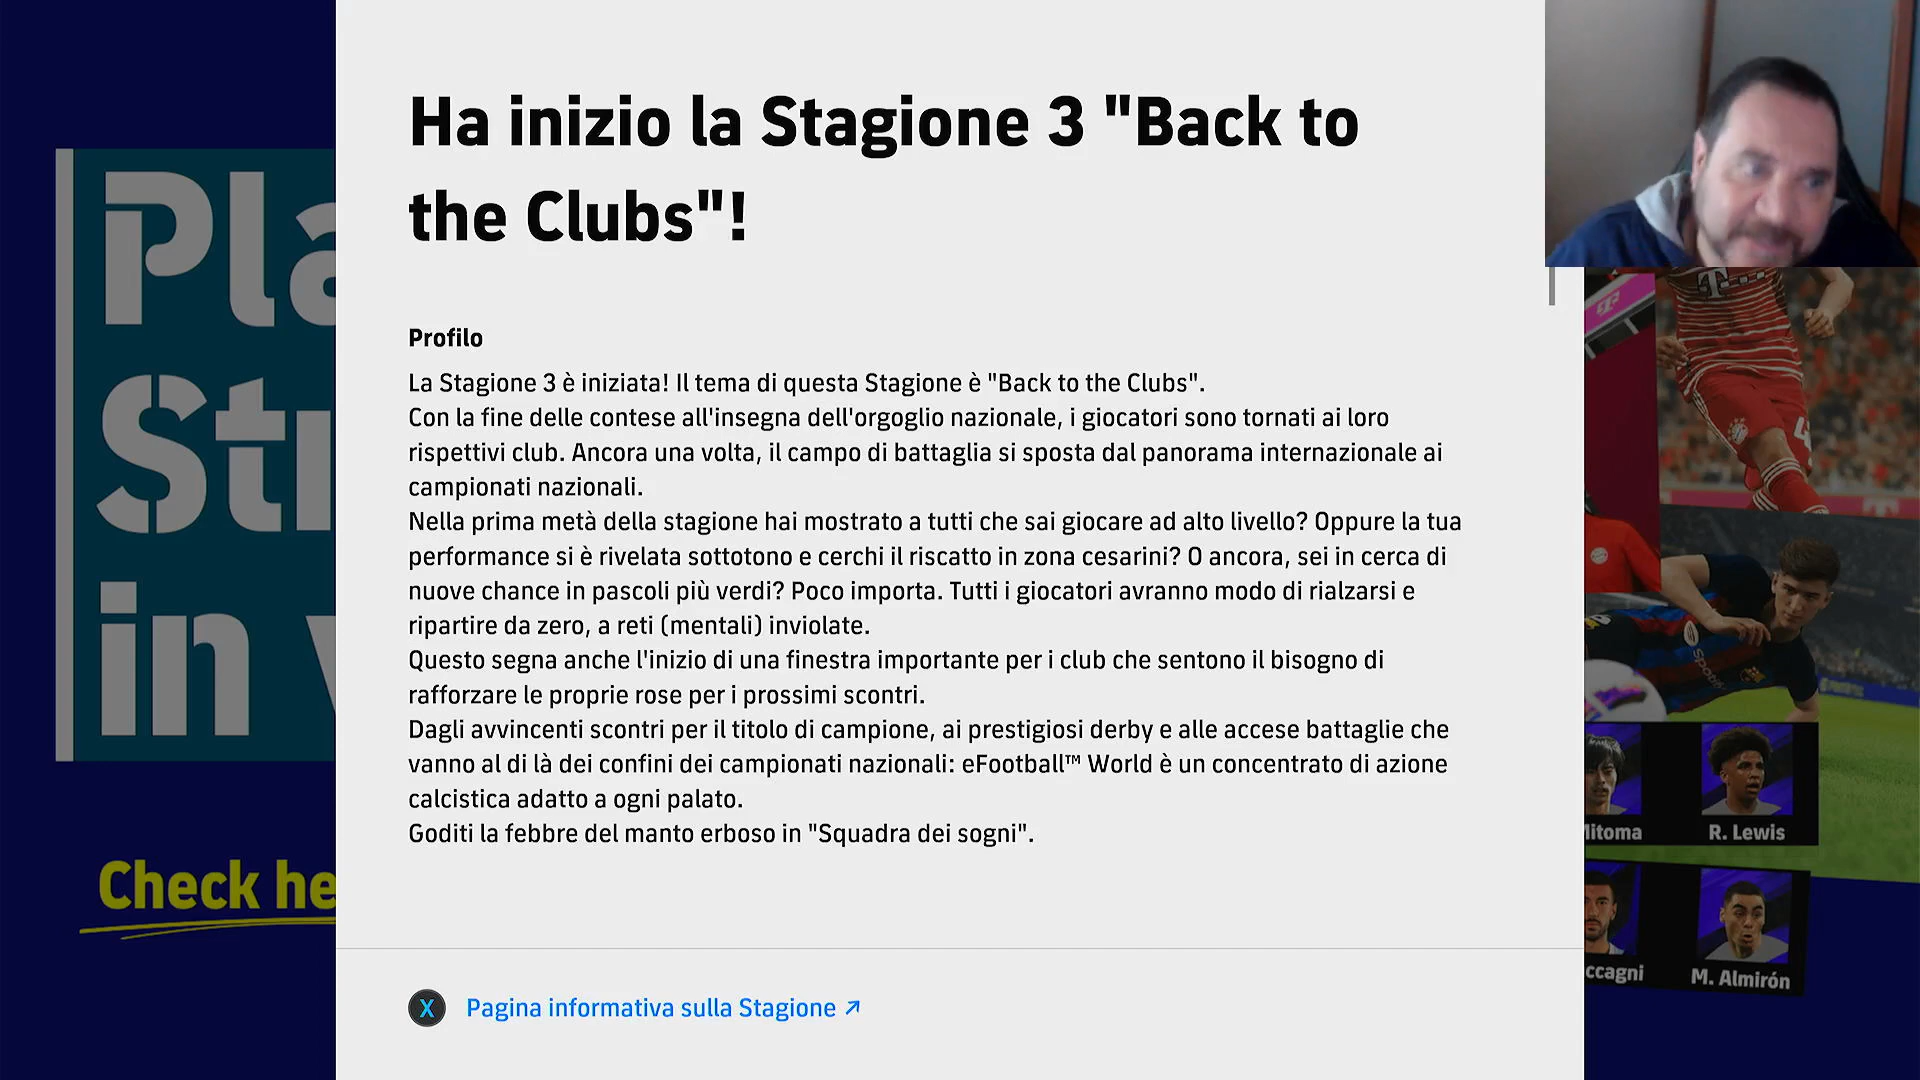 Ha inizio la Stagione 3 "Back to
the Clubs"!
Profilo
La Stagione 3 è iniziata! Il tema di questa Stagione è "Back to the Clubs".
Con la fine delle contese all'insegna dell'orgoglio nazionale, i giocatori sono tornati ai loro
rispettivi club. Ancora una volta, il campo di battaglia si sposta dal panorama internazionale ai
campionati nazionali.
Nella prima metà della stagione hai mostrato a tutti che sai giocare ad alto livello? Oppure la tua
performance si è rivelata sottotono e cerchi il riscatto in zona cesarini? O ancora, sei in cerca di
nuove chance in pascoli più verdi? Poco importa. Tutti i giocatori avranno modo di rialzarsi e
ripartire da zero, a reti (mentali) inviolate.
Questo segna anche l'inizio di una finestra importante per i club che sentono il bisogno di
rafforzare le proprie rose per i prossimi scontri.
Dagli avvincenti scontri per il titolo di campione, ai prestigiosi derby e alle accese battaglie che
vanno al di là dei confini dei campionati nazionali: eFootball™ World è un concentrato di azione
calcistica adatto a ogni palato.
Goditi la febbre del manto erboso in "Squadra dei sogni".
X Pagina informativa sulla Stagione ↗
Pla
Str
in
Check he
T
Spotify
itoma
R. Lewis
ccagni
M. Almirón